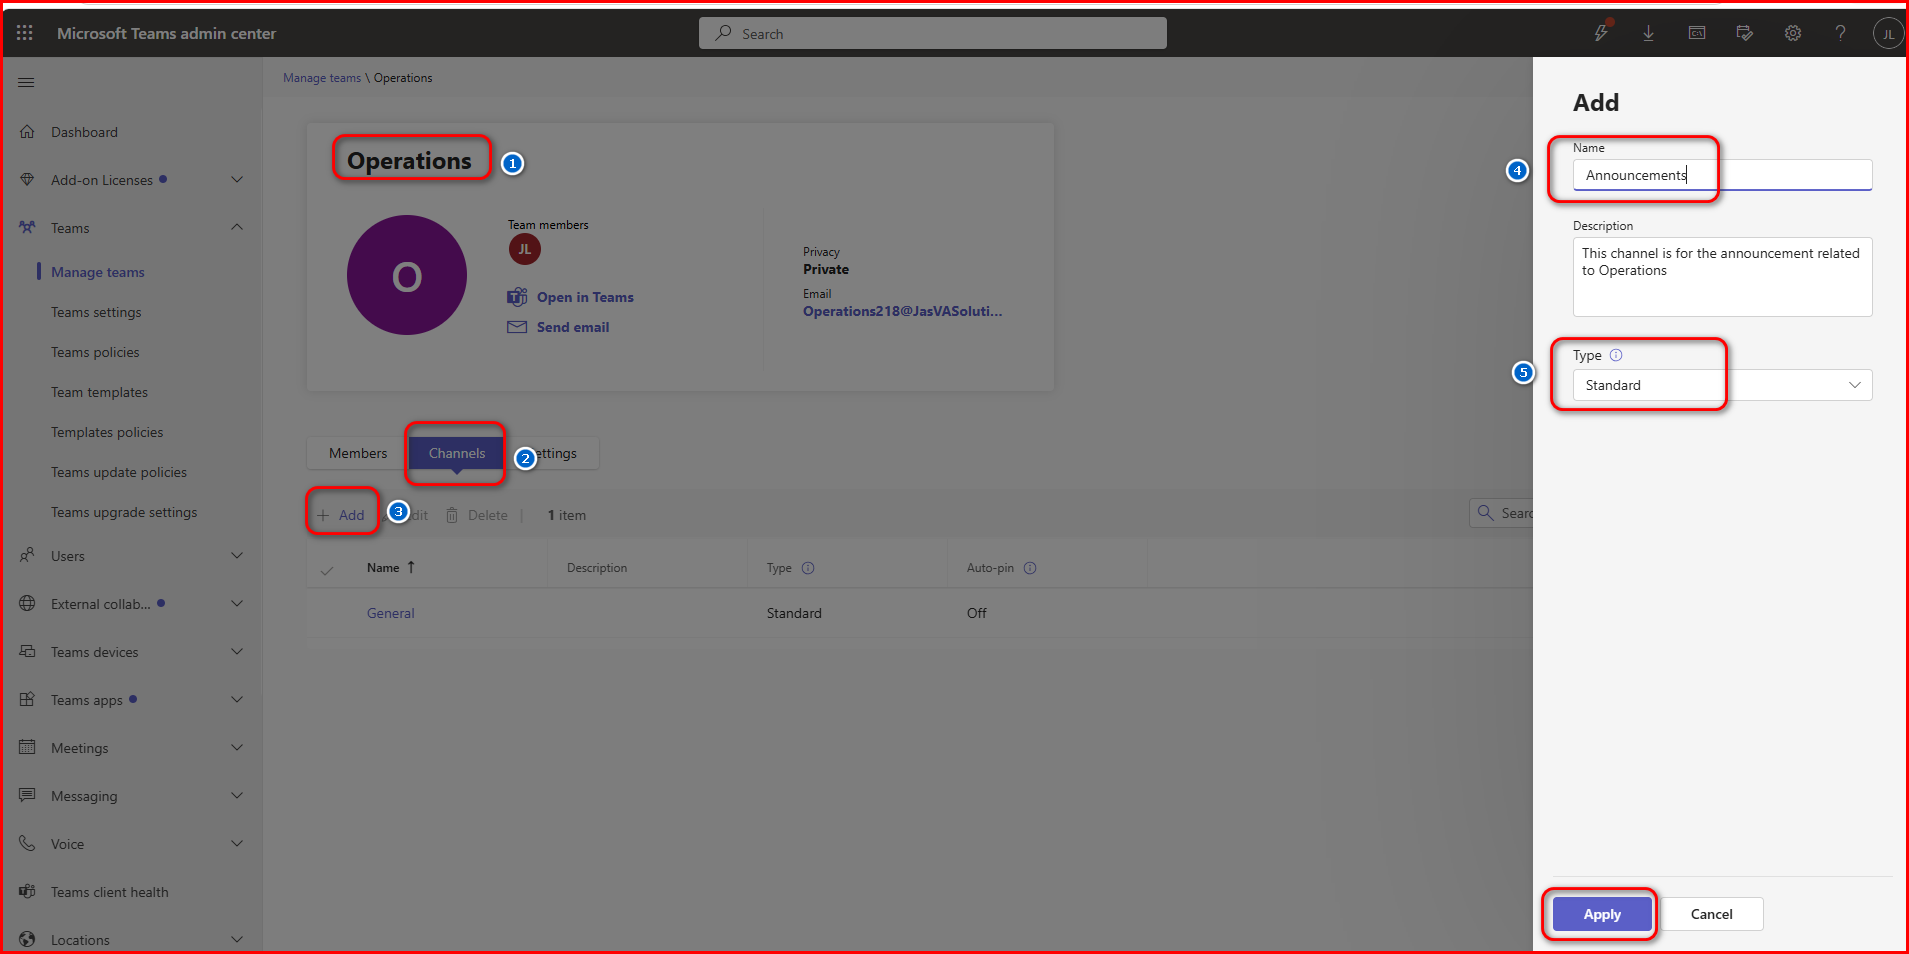 Microsoft Teams admin center
Search
JL
Manage teams \ Operations
Dashboard
Add-on Licenses
Teams
Manage teams
Teams settings
Teams policies
Team templates
Templates policies
Teams update policies
Teams upgrade settings
Users
External collab...
Teams devices
Teams apps
Meetings
Messaging
Voice
Teams client health
Locations
Operations
1
O
Team members
JL
Open in Teams
Send email
Privacy
Private
Email
Operations218@JasVASoluti...
Members
Channels
2
ettings
Add
3
dit
Delete
1 item
Searc
Name
Description
Type
Auto-pin
General
Standard
Off
Add
4
Name
Announcements
Description
This channel is for the announcement related
to Operations
5
Type
Standard
Apply
Cancel